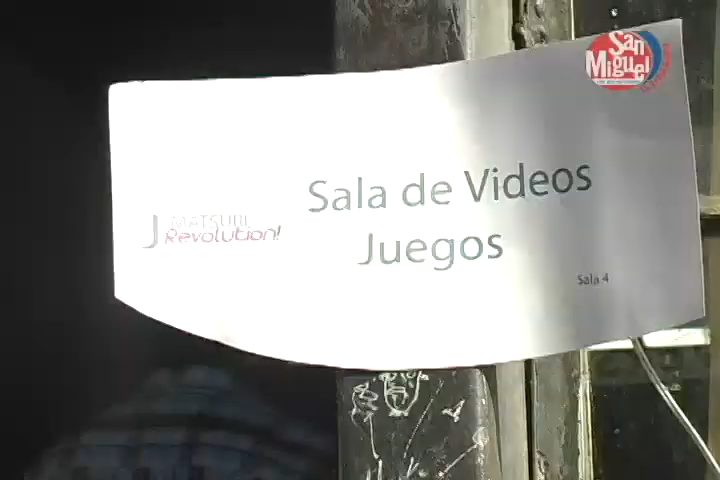 San
Miguel
Sala de Videos
Juegos
J MATSURI
Revolution!
Sala 4